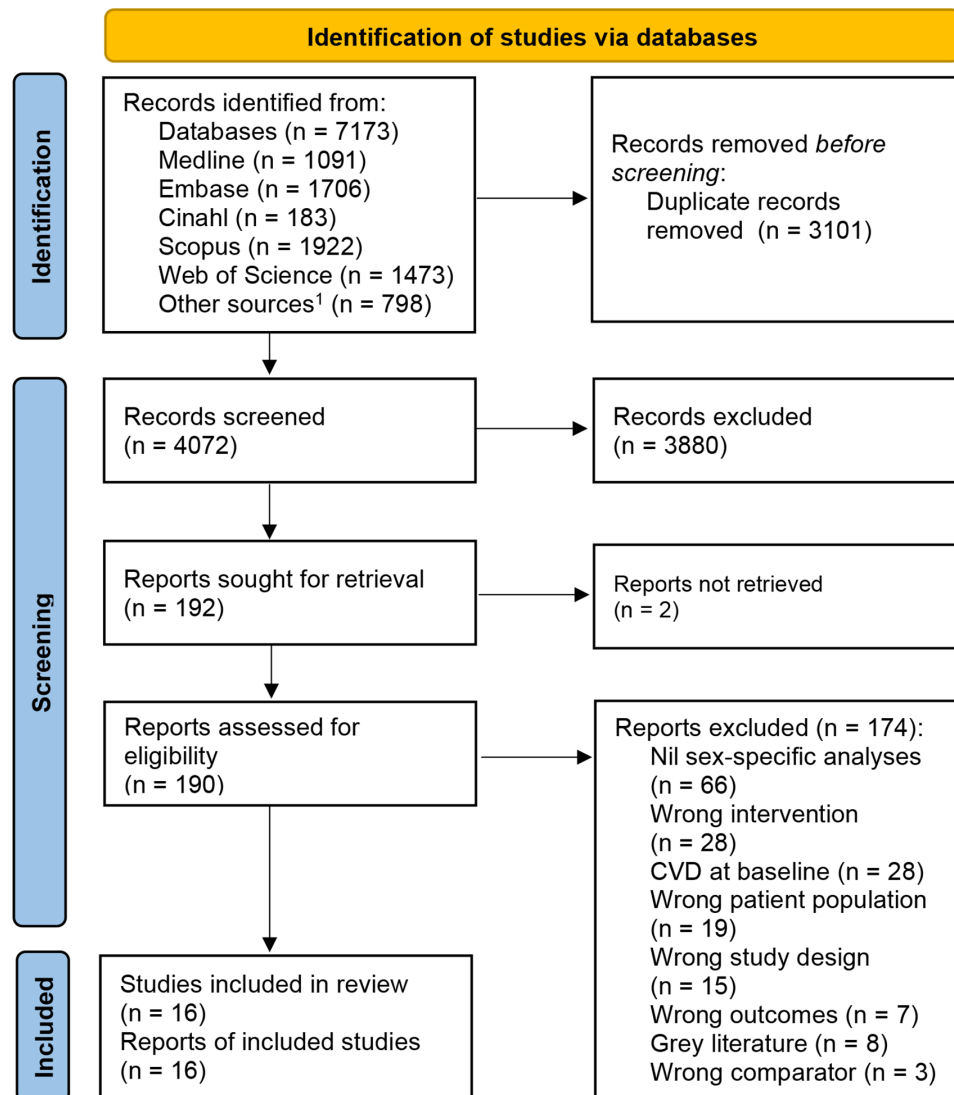 Identification of studies via databases
Identification
Records identified from:
Databases (n = 7173)
Medline (n = 1091)
Embase (n = 1706)
Cinahl (n = 183)
Scopus (n = 1922)
Web of Science (n = 1473)
Other sources¹ (n = 798)
Records removed before
screening:
Duplicate records
removed (n = 3101)
Screening
Records screened
(n = 4072)
Records excluded
(n = 3880)
Reports sought for retrieval
(n = 192)
Reports not retrieved
(n = 2)
Reports assessed for
eligibility
(n = 190)
Reports excluded (n = 174):
Nil sex-specific analyses
(n = 66)
Wrong intervention
(n = 28)
CVD at baseline (n = 28)
Wrong patient population
(n = 19)
Wrong study design
(n = 15)
Wrong outcomes (n = 7)
Grey literature (n = 8)
Wrong comparator (n = 3)
Included
Studies included in review
(n = 16)
Reports of included studies
(n = 16)